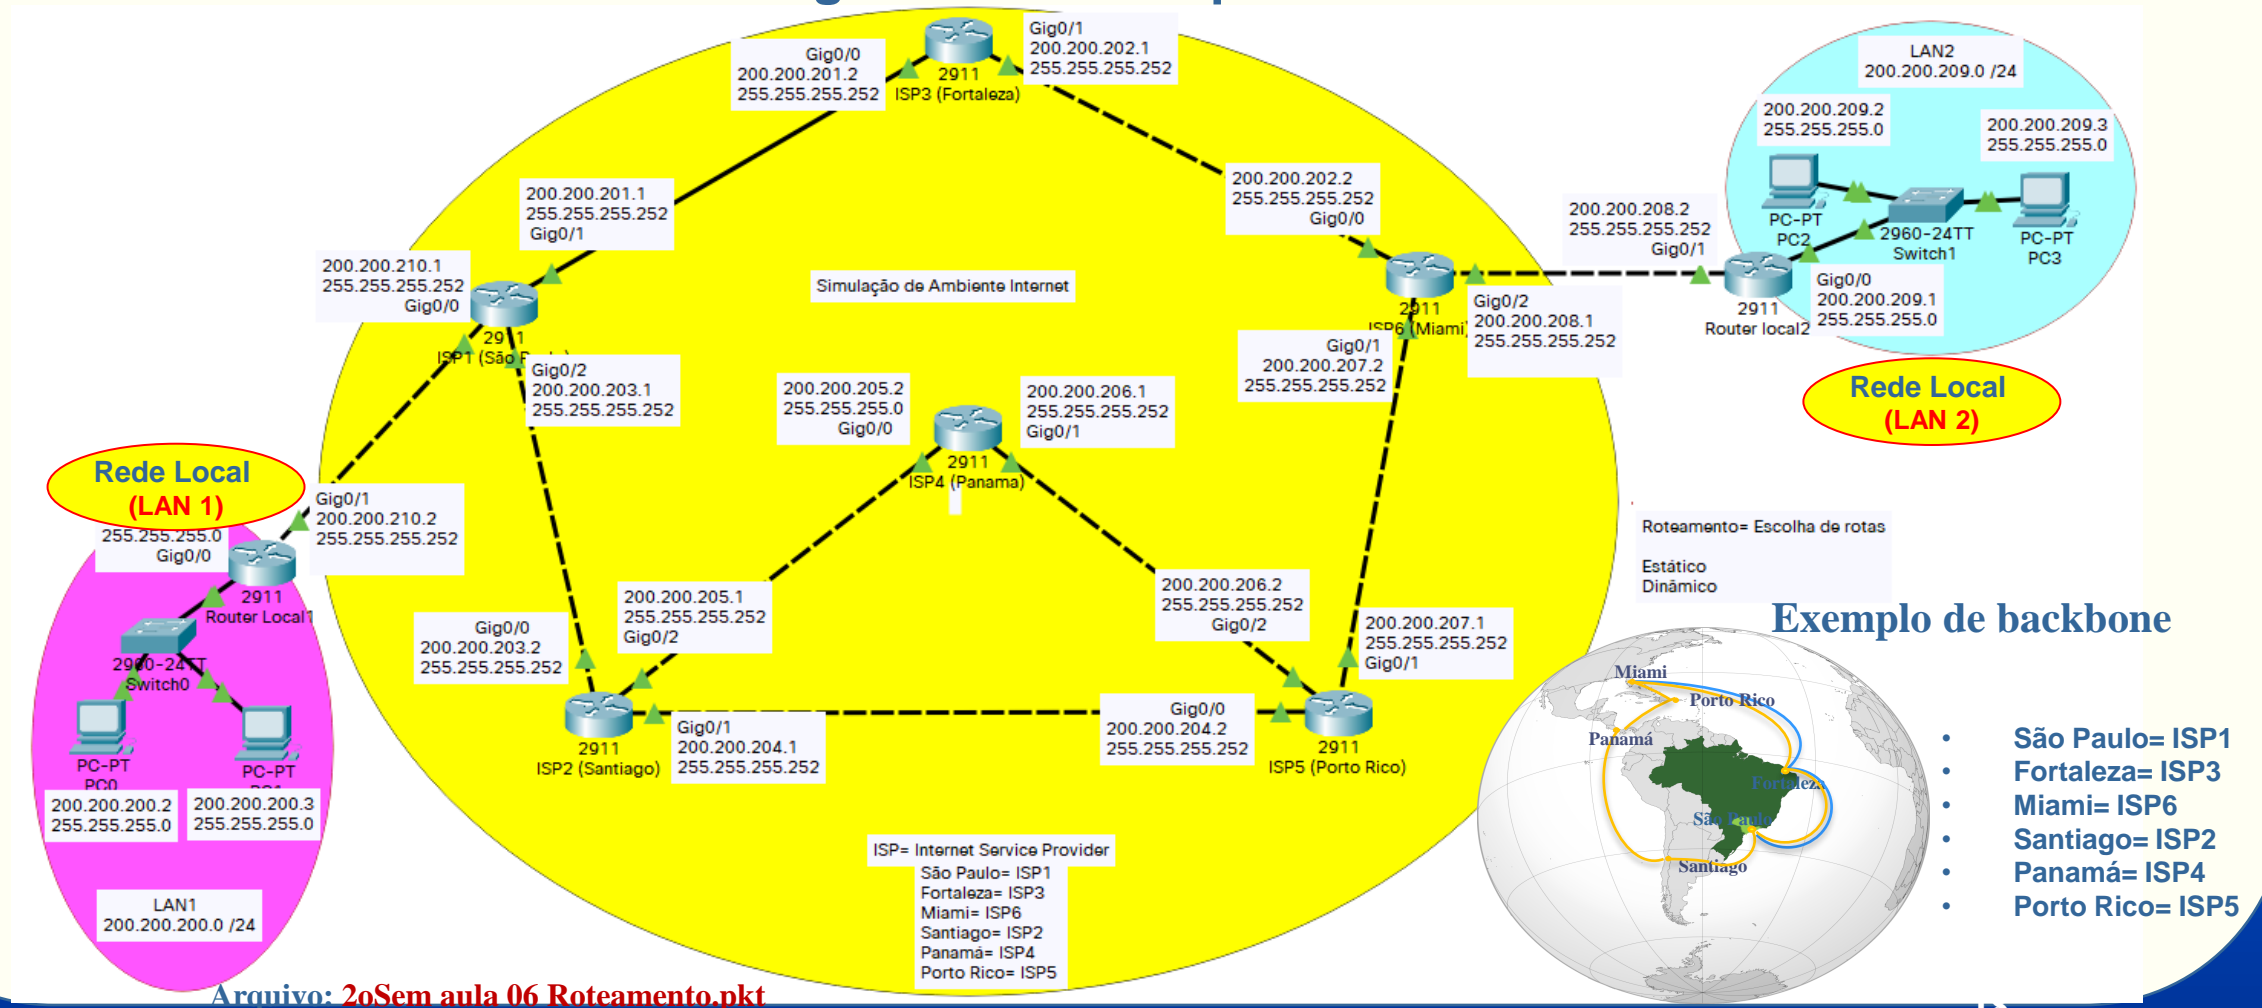 Gig0/0
200.200.201.2
255.255.255.252
2911
ISP3 (Fortaleza)
Gig0/1
200.200.202.1
255.255.255.252
LAN2
200.200.209.0 /24
200.200.209.2
255.255.255.0
200.200.209.3
255.255.255.0
PC-PT
PC2
2960-24TT
Switch1
PC-PT
PC3
200.200.201.1
255.255.255.252
Gig0/1
200.200.202.2
255.255.255.252
Gig0/0
200.200.208.2
255.255.255.252
Gig0/1
200.200.210.1
255.255.255.252
Gig0/0
Simulação de Ambiente Internet
2911
ISP1 (São
2911
ISP6 (Miami)
Gig0/2
200.200.208.1
255.255.255.252
2911
Router local2
Gig0/0
200.200.209.1
255.255.255.0
Gig0/2
200.200.203.1
255.255.255.252
Gig0/1
200.200.207.2
255.255.255.252
Rede Local
(LAN 2)
200.200.205.2
255.255.255.0
Gig0/0
200.200.206.1
255.255.255.252
Gig0/1
2911
ISP4 (Panama)
Rede Local
(LAN 1)
255.255.255.0
Gig0/0
Gig0/1
200.200.210.2
255.255.255.252
2911
Router Local1
Roteamento= Escolha de rotas
Estático
Dinâmico
2960-24TT
Switch0
PC-PT
PC0
PC-PT
200.200.200.2
255.255.255.0
200.200.200.3
255.255.255.0
LAN1
200.200.200.0 /24
200.200.205.1
255.255.255.252
Gig0/2
Gig0/0
200.200.203.2
255.255.255.252
200.200.206.2
255.255.255.252
Gig0/2
200.200.207.1
255.255.255.252
Gig0/1
2911
ISP2 (Santiago)
Gig0/1
200.200.204.1
255.255.255.252
Gig0/0
200.200.204.2
255.255.255.252
2911
ISP5 (Porto Rico)
ISP= Internet Service Provider
São Paulo= ISP1
Fortaleza= ISP3
Miami= ISP6
Santiago= ISP2
Panamá= ISP4
Porto Rico= ISP5
Exemplo de backbone
Miami
Porto Rico
Panamá
Fortaleza
São Paulo
Santiago
• São Paulo= ISP1
• Fortaleza= ISP3
• Miami= ISP6
• Santiago= ISP2
• Panamá= ISP4
• Porto Rico= ISP5
Arquivo: 2oSem aula 06 Roteamento.pkt